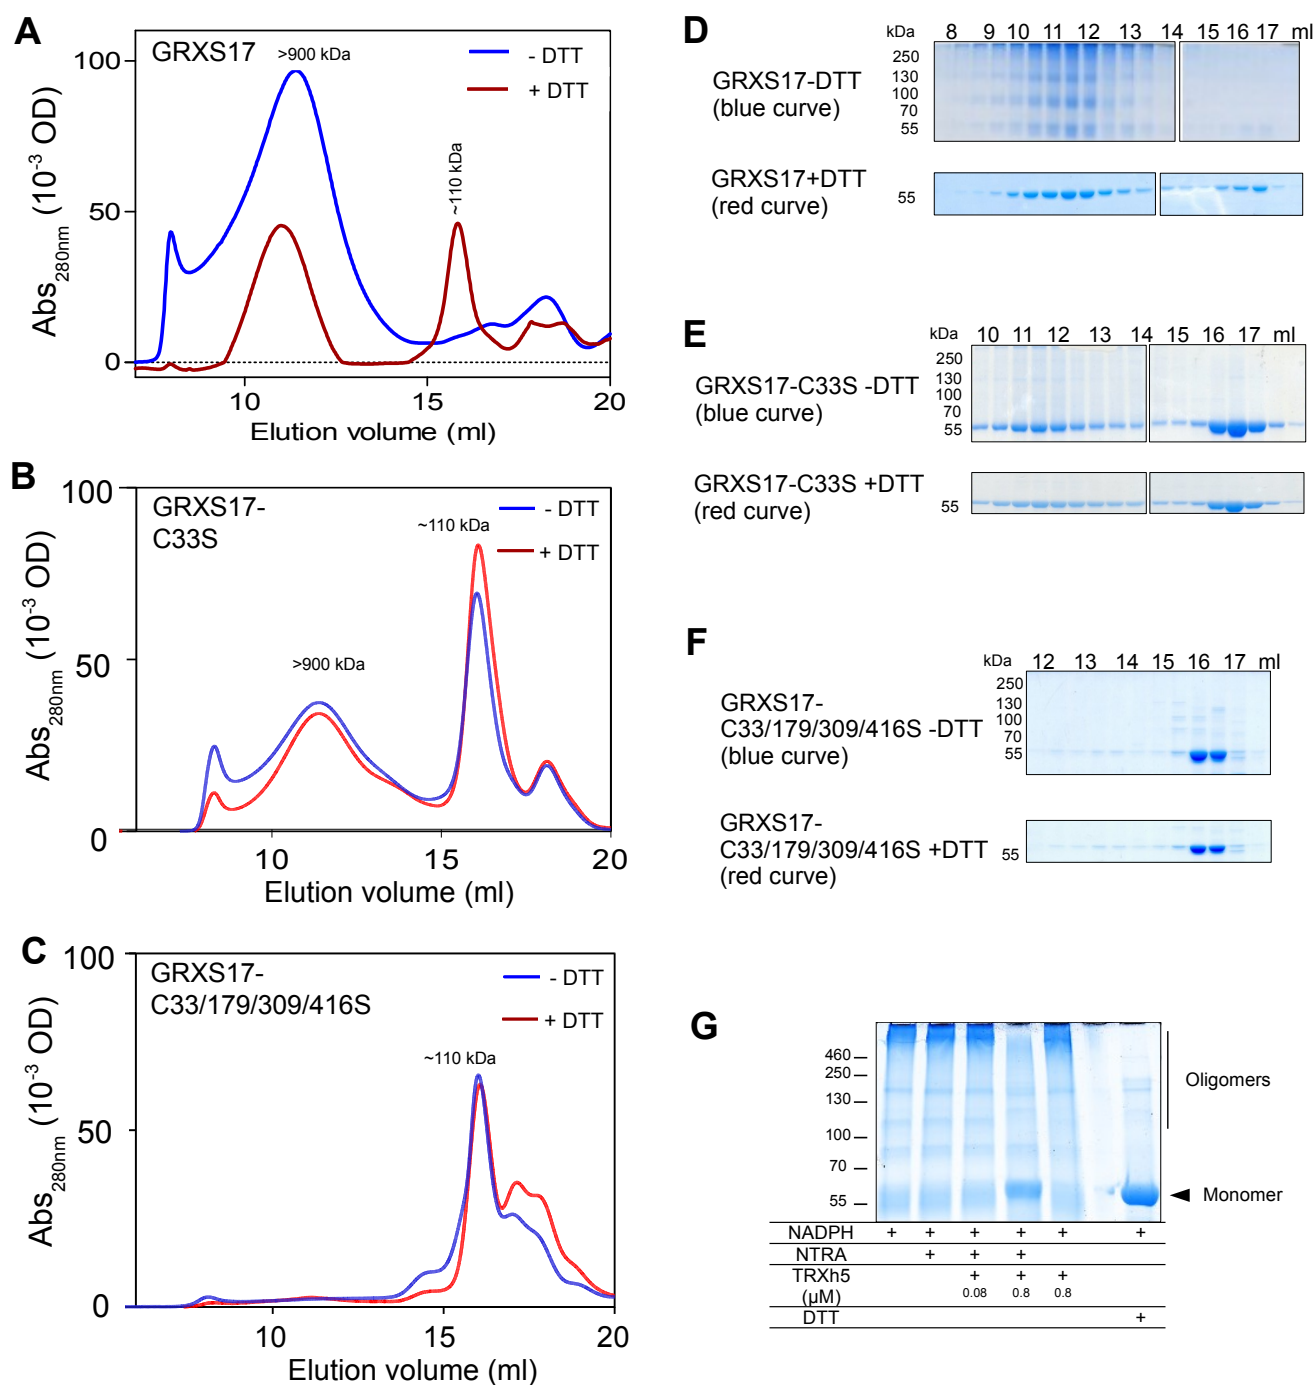 A
GRXS17
>900 kDa
- DTT
+ DTT
~110 kDa
100
50
0
Abs280nm (10-3 OD)
10 15 20
Elution volume (ml)
B
GRXS17-
C33S
- DTT
+ DTT
~110 kDa
>900 kDa
100
50
0
Abs280nm (10-3 OD)
10 15 20
Elution volume (ml)
C
GRXS17-
C33/179/309/416S
- DTT
+ DTT
~110 kDa
100
50
0
Abs280nm (10-3 OD)
10 15 20
Elution volume (ml)
D
kDa 8 9 10 11 12 13 14 15 16 17 ml
250
130
100
70
55
GRXS17-DTT
(blue curve)
GRXS17+DTT
(red curve)
55
E
kDa 10 11 12 13 14 15 16 17 ml
250
130
100
70
55
GRXS17-C33S -DTT
(blue curve)
GRXS17-C33S +DTT
(red curve)
55
F
kDa 12 13 14 15 16 17 ml
250
130
100
70
55
GRXS17-
C33/179/309/416S -DTT
(blue curve)
GRXS17-
C33/179/309/416S +DTT
(red curve)
55
G
460
250
130
100
70
55
Oligomers
Monomer
NADPH + + + + + +
NTRA + + +
TRXh5 + + +
(µM) 0.08 0.8 0.8
DTT +